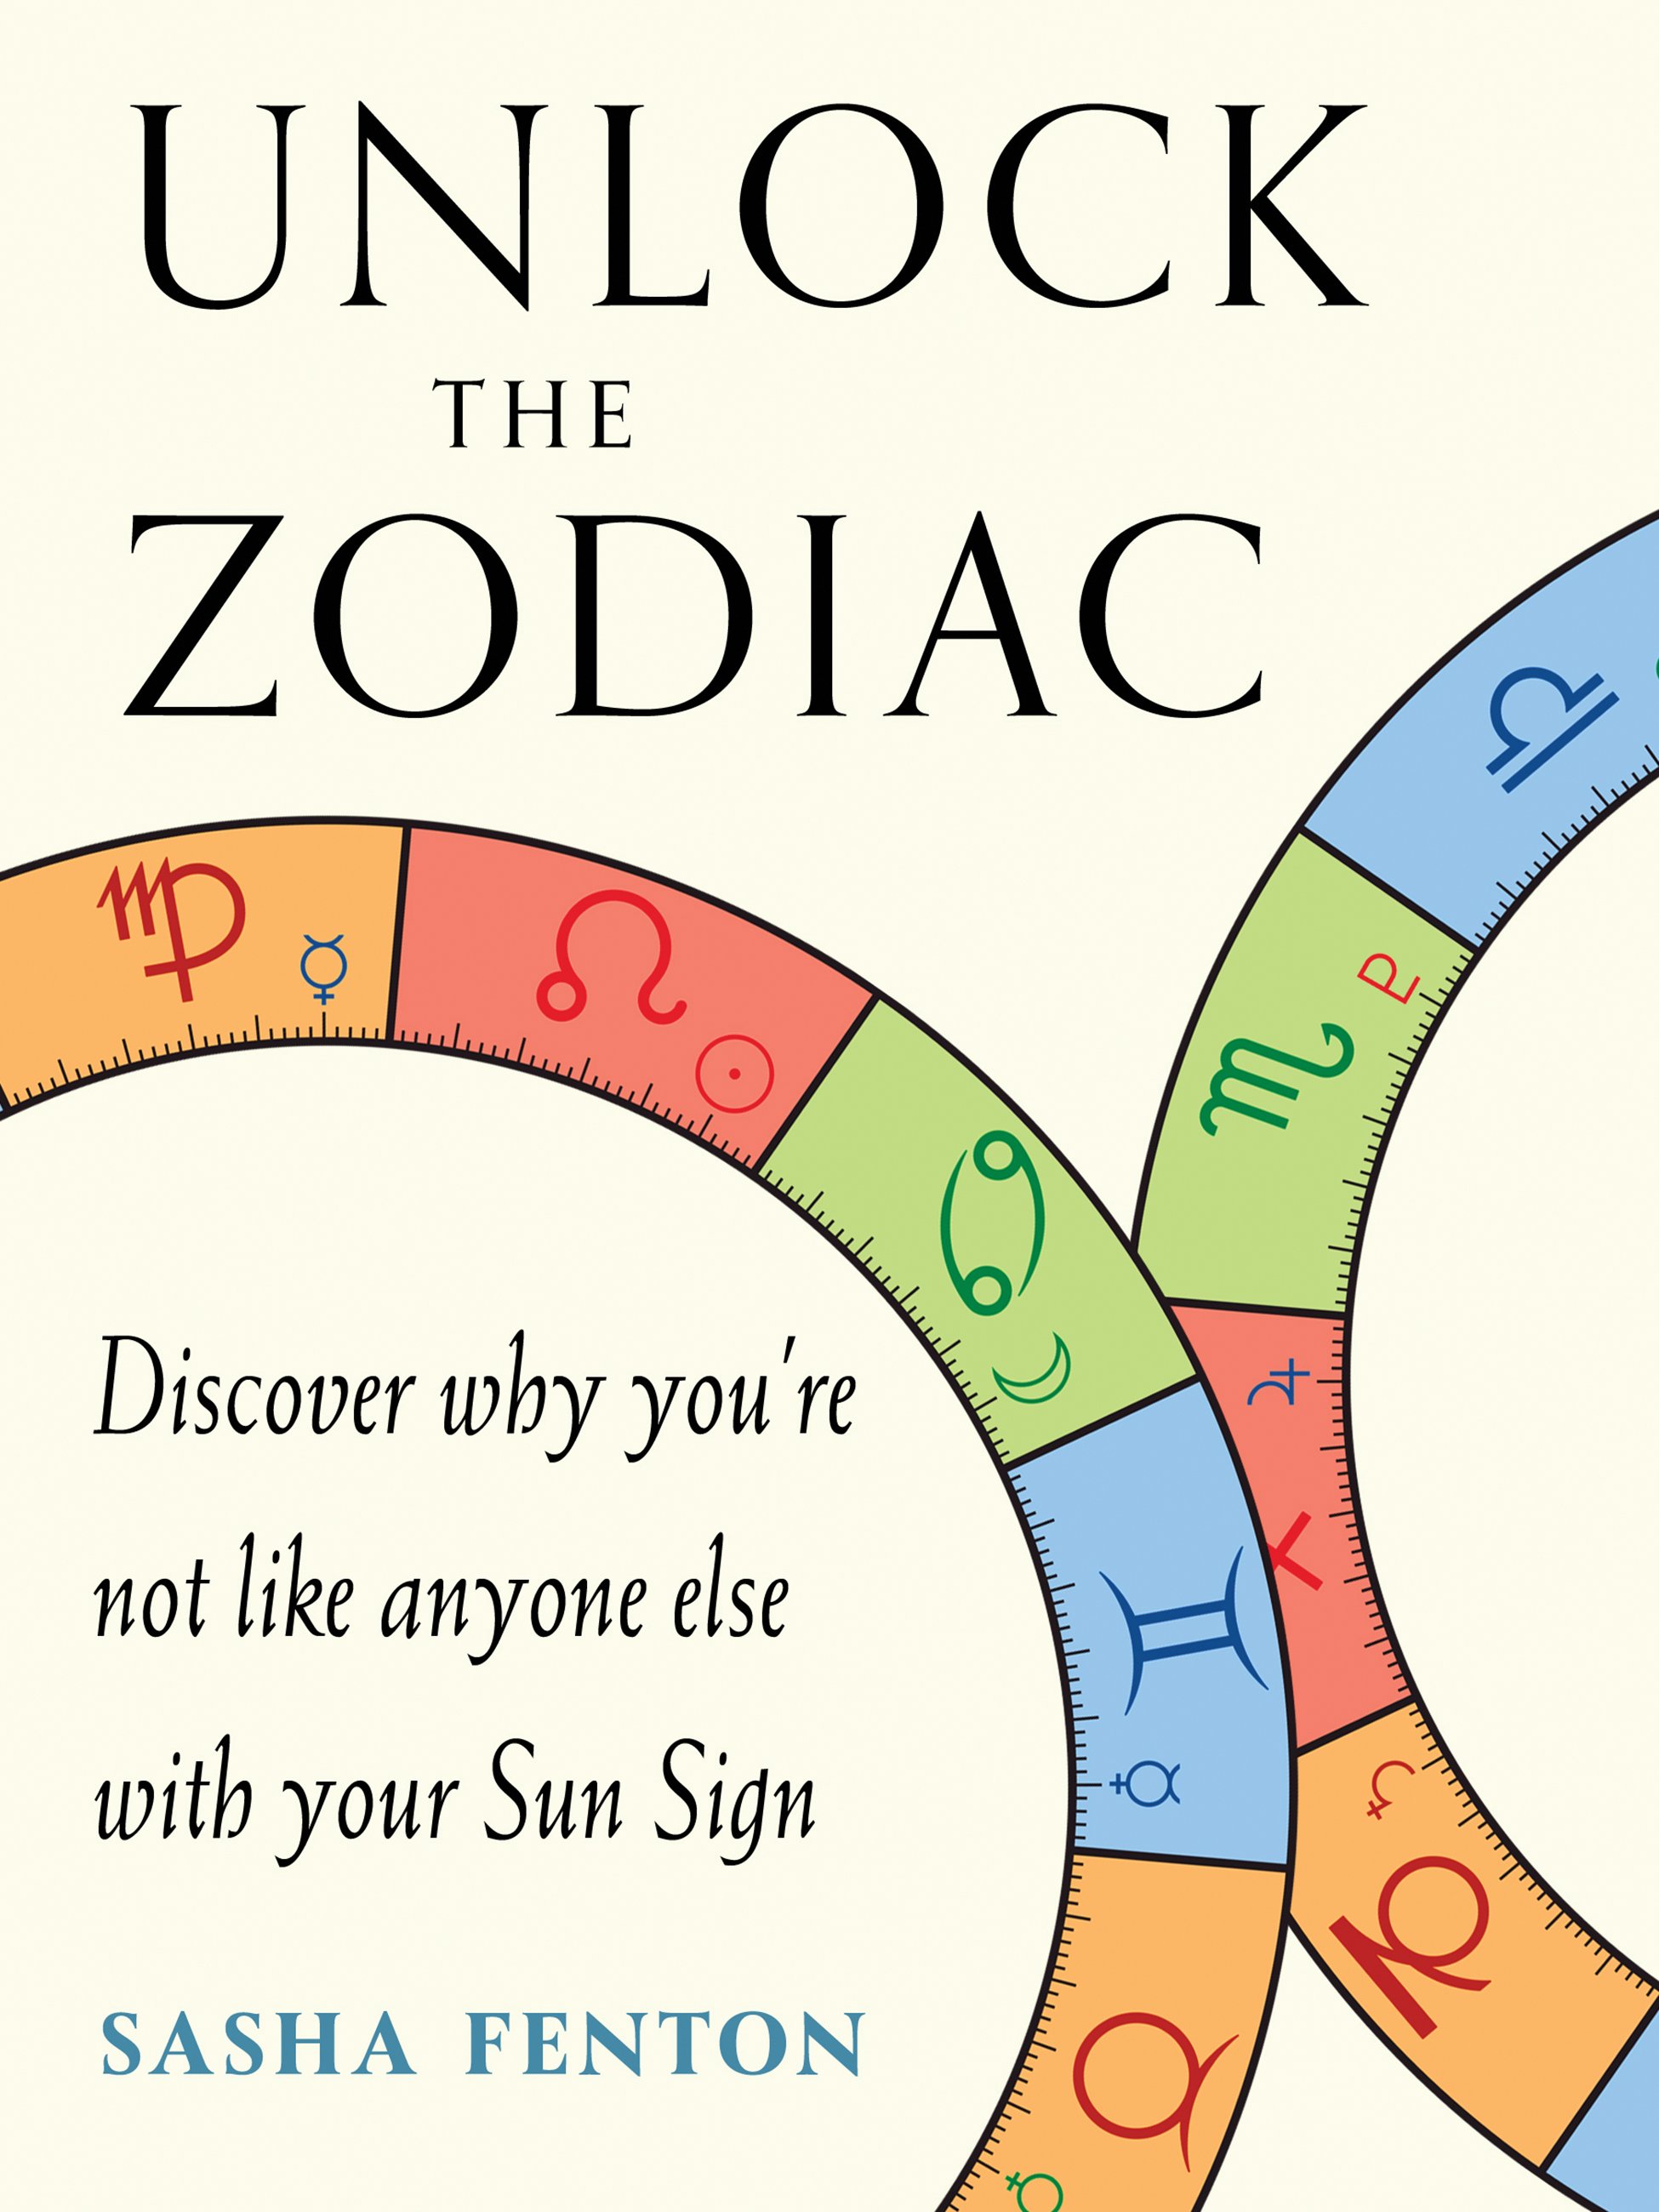 UNLOCK
THE
ZODIAC
Discover why you're
not like anyone else
with your Sun Sign
SASHA FENTON